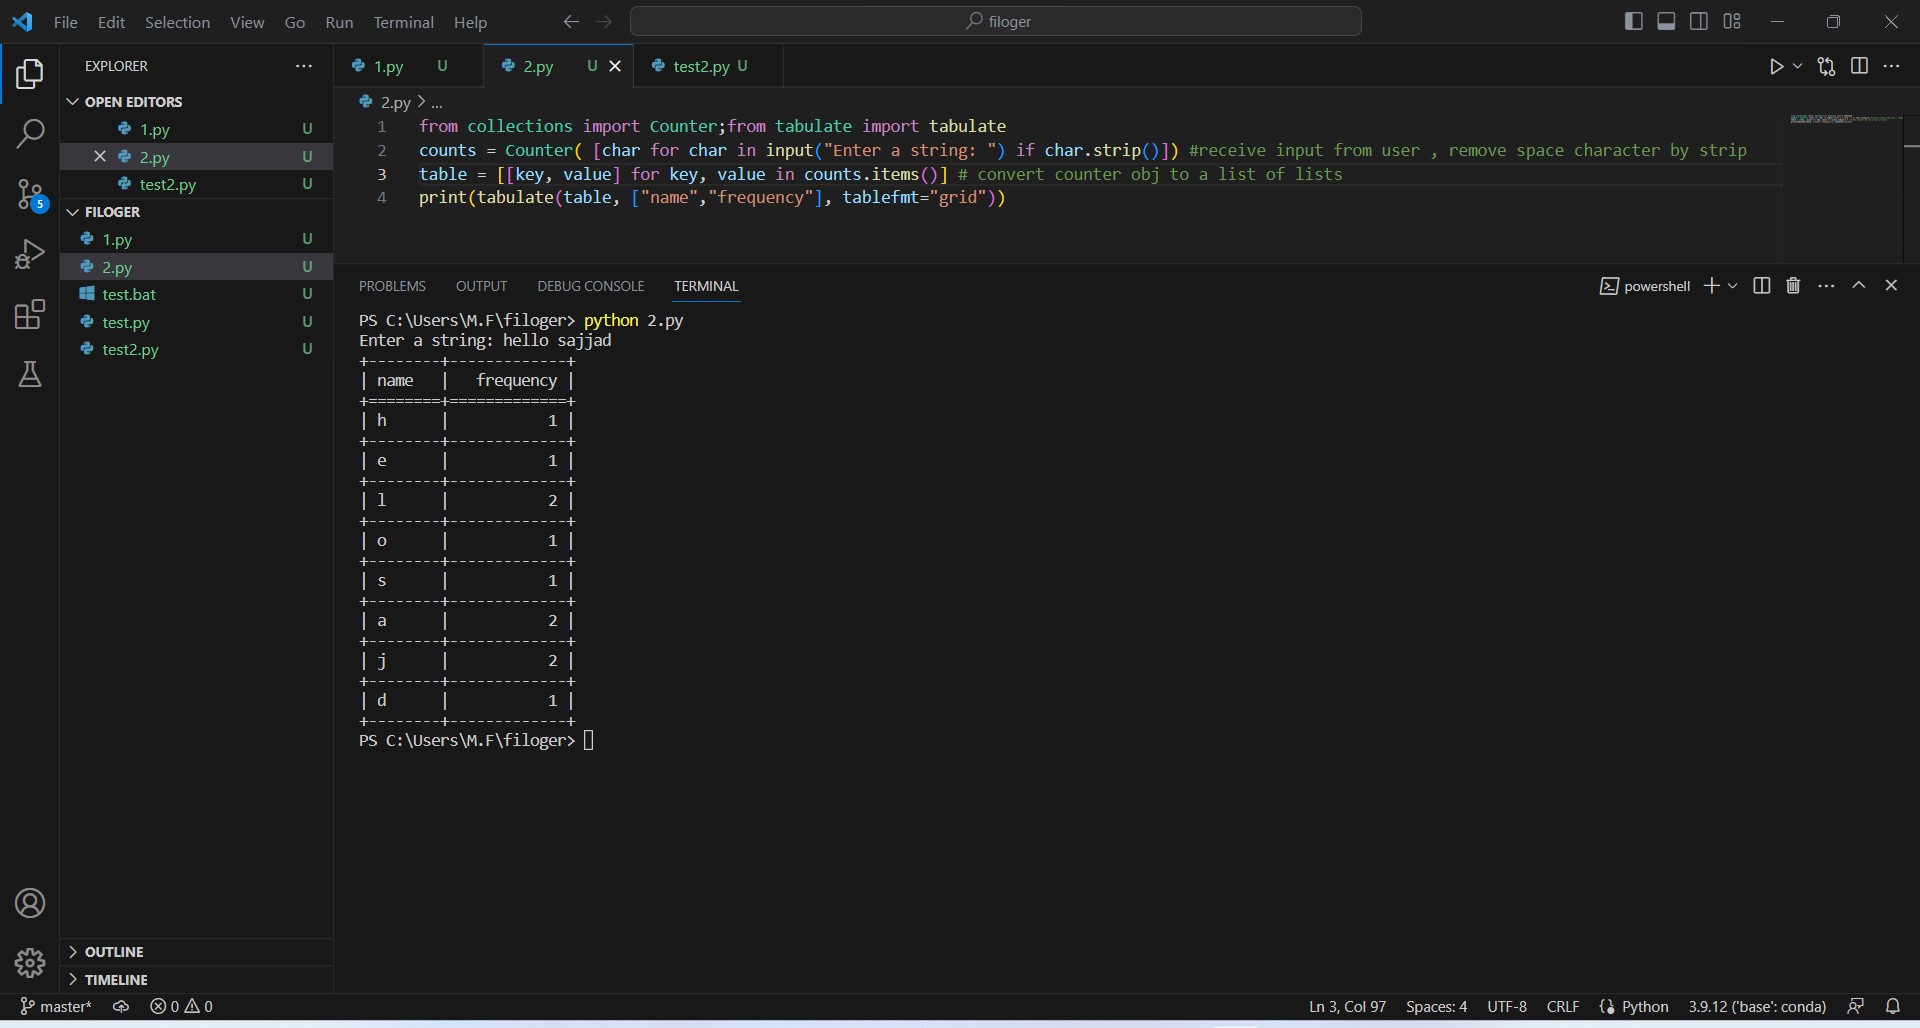 File Edit Selection View Go Run Terminal Help
filoger
EXPLORER
OPEN EDITORS
1.py U
2.py U
test2.py U
FILOGER
1.py U
2.py U
test.bat U
test.py U
test2.py U
OUTLINE
TIMELINE
5
1.py U
2.py U
test2.py U
2.py > ...
1 from collections import Counter;from tabulate import tabulate
2 counts = Counter( [char for char in input("Enter a string: ") if char.strip()]) #receive input from user , remove space character by strip
3 table = [[key, value] for key, value in counts.items()] # convert counter obj to a list of lists
4 print(tabulate(table, ["name","frequency"], tablefmt="grid"))
PROBLEMS OUTPUT DEBUG CONSOLE TERMINAL
powershell
PS C:\Users\M.F\filoger> python 2.py
Enter a string: hello sajjad
+--------+-------------+
| name   |   frequency |
+========+=============+
| h      |           1 |
+--------+-------------+
| e      |           1 |
+--------+-------------+
| l      |           2 |
+--------+-------------+
| o      |           1 |
+--------+-------------+
| s      |           1 |
+--------+-------------+
| a      |           2 |
+--------+-------------+
| j      |           2 |
+--------+-------------+
| d      |           1 |
+--------+-------------+
PS C:\Users\M.F\filoger>
master* 0 0 Ln 3, Col 97 Spaces: 4 UTF-8 CRLF Python 3.9.12 ('base': conda)